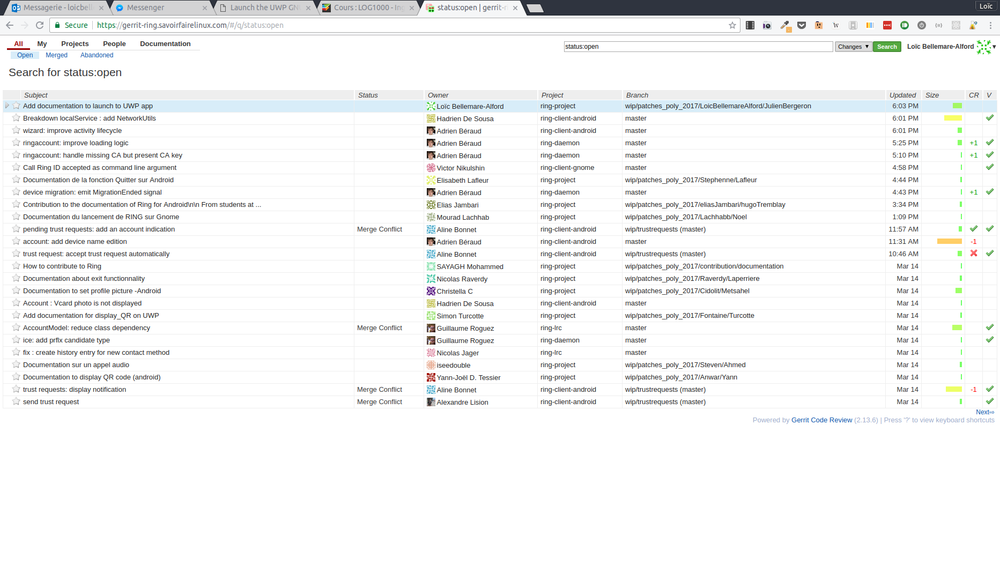 Messagerie - loicbell
Messenger
Launch the UWP GN
Cours : LOG1000 - Ing
status:open | gerrit-ri
Loïc
Secure
https://gerrit-ring.savoirfairelinux.com/#/q/status:open
All My Projects People Documentation
Open Merged Abandoned
status:open
Changes ▼
Search
Loïc Bellemare-Alford ▼
Search for status:open
Subject Status Owner Project Branch Updated Size CR V
Add documentation to launch to UWP app Loïc Bellemare-Alford ring-project wip/patches_poly_2017/LoicBellemareAlford/JulienBergeron 6:03 PM
Breakdown localService : add NetworkUtils Hadrien De Sousa ring-client-android master 6:01 PM
wizard: improve activity lifecycle Adrien Béraud ring-client-android master 6:01 PM
ringaccount: improve loading logic Adrien Béraud ring-daemon master 5:25 PM +1
ringaccount: handle missing CA but present CA key Adrien Béraud ring-daemon master 5:10 PM +1
Call Ring ID accepted as command line argument Victor Nikulshin ring-client-gnome master 4:58 PM
Documentation de la fonction Quitter sur Android Elisabeth Lafleur ring-project wip/patches_poly_2017/Stephenne/Lafleur 4:44 PM
device migration: emit MigrationEnded signal Adrien Béraud ring-daemon master 4:43 PM +1
Contribution to the documentation of Ring for Android\n\n From students at ... Elias Jambari ring-project wip/patches_poly_2017/eliasJambari/hugoTremblay 3:34 PM
Documentation du lancement de RING sur Gnome Mourad Lachhab ring-project wip/patches_poly_2017/Lachhabb/Noel 1:09 PM
pending trust requests: add an account indication Merge Conflict Aline Bonnet ring-client-android wip/trustrequests (master) 11:57 AM
account: add device name edition Adrien Béraud ring-client-android master 11:31 AM -1
trust request: accept trust request automatically Aline Bonnet ring-client-android wip/trustrequests (master) 10:46 AM
How to contribute to Ring SAYAGH Mohammed ring-project wip/patches_poly_2017/contribution/documentation Mar 14
Documentation about exit functionnality Nicolas Raverdy ring-project wip/patches_poly_2017/Raverdy/Laperriere Mar 14
Documentation to set profile picture -Android Christella C ring-project wip/patches_poly_2017/Cidolit/Metsahel Mar 14
Account : Vcard photo is not displayed Hadrien De Sousa ring-client-android master Mar 14
Add documentation for display_QR on UWP Simon Turcotte ring-project wip/patches_poly_2017/Fontaine/Turcotte Mar 14
AccountModel: reduce class dependency Merge Conflict Guillaume Roguez ring-lrc master Mar 14
ice: add prflx candidate type Guillaume Roguez ring-daemon master Mar 14
fix : create history entry for new contact method Nicolas Jager ring-lrc master Mar 14
Documentation sur un appel audio iseedouble ring-project wip/patches_poly_2017/Steven/Ahmed Mar 14
Documentation to display QR code (android) Yann-Joël D. Tessier ring-project wip/patches_poly_2017/Anwar/Yann Mar 14
trust requests: display notification Merge Conflict Aline Bonnet ring-client-android wip/trustrequests (master) Mar 14 -1
send trust request Merge Conflict Alexandre Lision ring-client-android wip/trustrequests (master) Mar 14
Next⇨
Powered by Gerrit Code Review (2.13.6) | Press '?' to view keyboard shortcuts